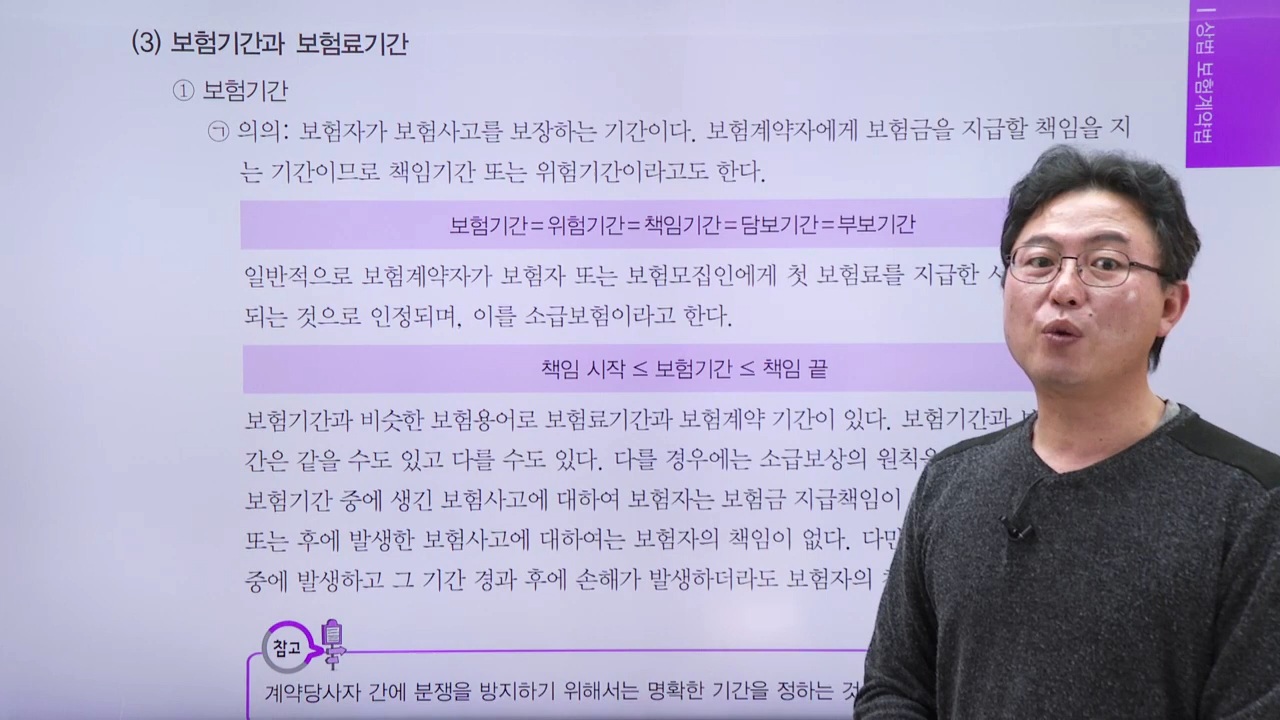 (3) 보험기간과 보험료기간
① 보험기간
㉠ 의의: 보험자가 보험사고를 보장하는 기간이다. 보험계약자에게 보험금을 지급할 책임을 지
는 기간이므로 책임기간 또는 위험기간이라고도 한다.
보험기간=위험기간=책임기간=담보기간=부보기간
일반적으로 보험계약자가 보험자 또는 보험모집인에게 첫 보험료를 지급한
되는 것으로 인정되며, 이를 소급보험이라고 한다.
책임 시작 ≤ 보험기간 ≤ 책임 끝
보험기간과 비슷한 보험용어로 보험료기간과 보험계약 기간이 있다. 보험기간과
간은 같을 수도 있고 다를 수도 있다. 다를 경우에는 소급보상의 원칙은
보험기간 중에 생긴 보험사고에 대하여 보험자는 보험금 지급책임이
또는 후에 발생한 보험사고에 대하여는 보험자의 책임이 없다.
중에 발생하고 그 기간 경과 후에 손해가 발생하더라도 보험자의
참고
계약당사자 간에 분쟁을 방지하기 위해서는 명확한 기간을 정하는
상법 보험계약법